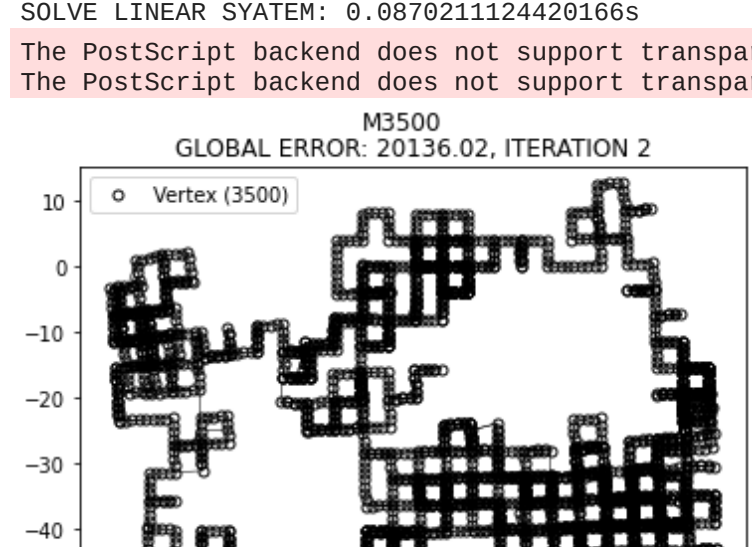 SOLVE LINEAR SYATEM: 0.0870211124420166s
The PostScript backend does not support transpar
The PostScript backend does not support transpar
M3500
GLOBAL ERROR: 20136.02, ITERATION 2
Vertex (3500)
10
0
−10
−20
−30
−40